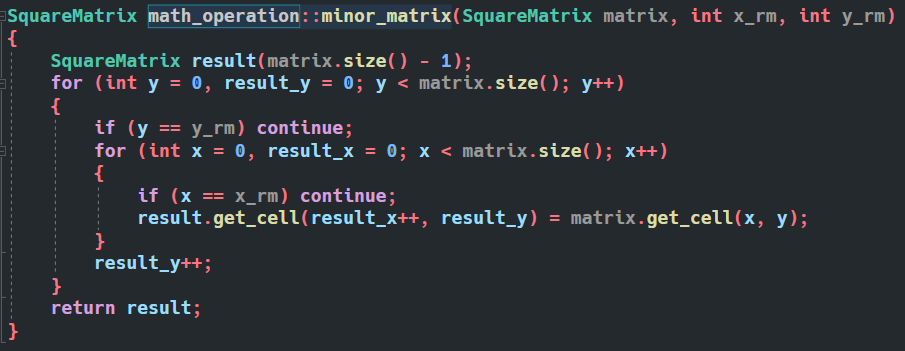 SquareMatrix math_operation::minor_matrix(SquareMatrix matrix, int x_rm, int y_rm)
{
    SquareMatrix result(matrix.size() - 1);
    for (int y = 0, result_y = 0; y < matrix.size(); y++)
    {
        if (y == y_rm) continue;
        for (int x = 0, result_x = 0; x < matrix.size(); x++)
        {
            if (x == x_rm) continue;
            result.get_cell(result_x++, result_y) = matrix.get_cell(x, y);
        }
        result_y++;
    }
    return result;
}